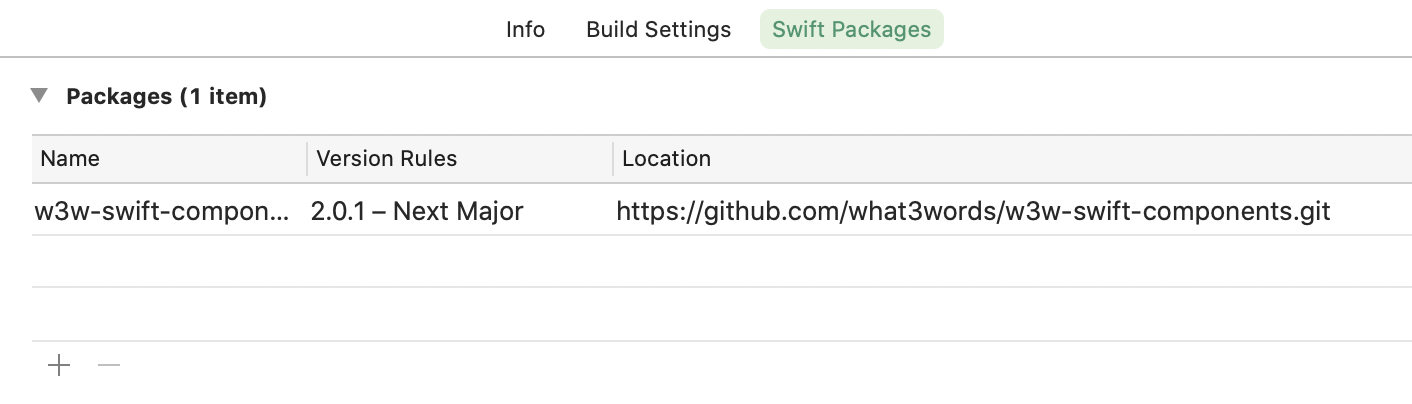 Info Build Settings Swift Packages
Packages (1 item)
Name Version Rules Location
w3w-swift-compon... 2.0.1 – Next Major https://github.com/what3words/w3w-swift-components.git